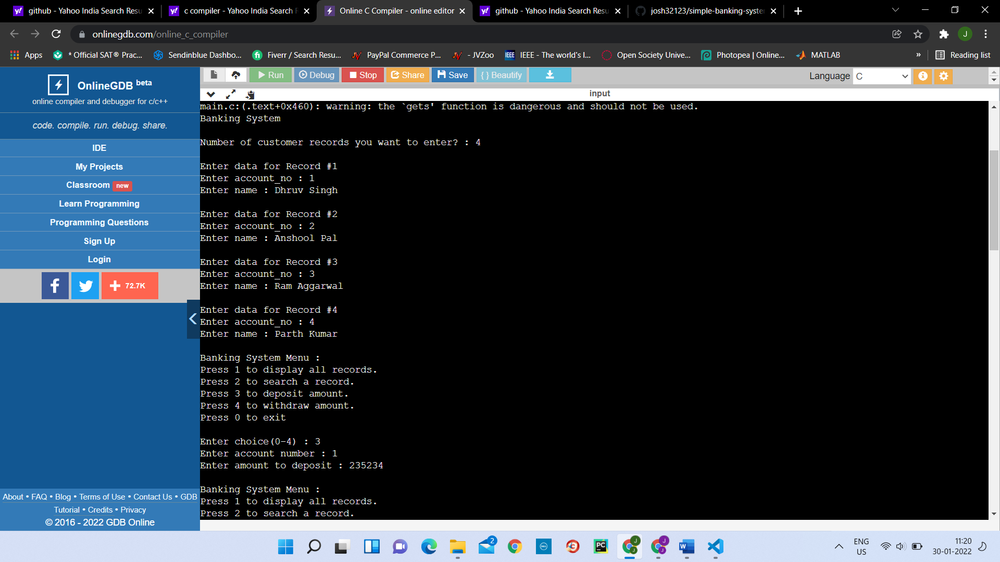 github - Yahoo India Search Resu
c compiler - Yahoo India Search R
Online C Compiler - online editor
github - Yahoo India Search Resu
josh32123/simple-banking-syste
onlinegdb.com/online_c_compiler
J
Apps
* Official SAT® Prac...
Sendinblue Dashbo...
Fiverr / Search Resu...
PayPal Commerce P...
- JVZoo
IEEE - The world's l...
Open Society Unive...
Photopea | Online...
MATLAB
»
Reading list
OnlineGDB beta
online compiler and debugger for c/c++
code. compile. run. debug. share.
IDE
My Projects
Classroom new
Learn Programming
Programming Questions
Sign Up
Login
72.7K
About • FAQ • Blog • Terms of Use • Contact Us • GDB
Tutorial • Credits • Privacy
© 2016 - 2022 GDB Online
Run
Debug
Stop
Share
Save
{ } Beautify
Language C
input
main.c:(.text+0x460): warning: the `gets' function is dangerous and should not be used.
Banking System
Number of customer records you want to enter? : 4
Enter data for Record #1
Enter account_no : 1
Enter name : Dhruv Singh
Enter data for Record #2
Enter account_no : 2
Enter name : Anshool Pal
Enter data for Record #3
Enter account_no : 3
Enter name : Ram Aggarwal
Enter data for Record #4
Enter account_no : 4
Enter name : Parth Kumar
Banking System Menu :
Press 1 to display all records.
Press 2 to search a record.
Press 3 to deposit amount.
Press 4 to withdraw amount.
Press 0 to exit
Enter choice(0-4) : 3
Enter account number : 1
Enter amount to deposit : 235234
Banking System Menu :
Press 1 to display all records.
Press 2 to search a record.
2
DELL
PC
J
J
J
J
W
ENG
US
11:20
30-01-2022